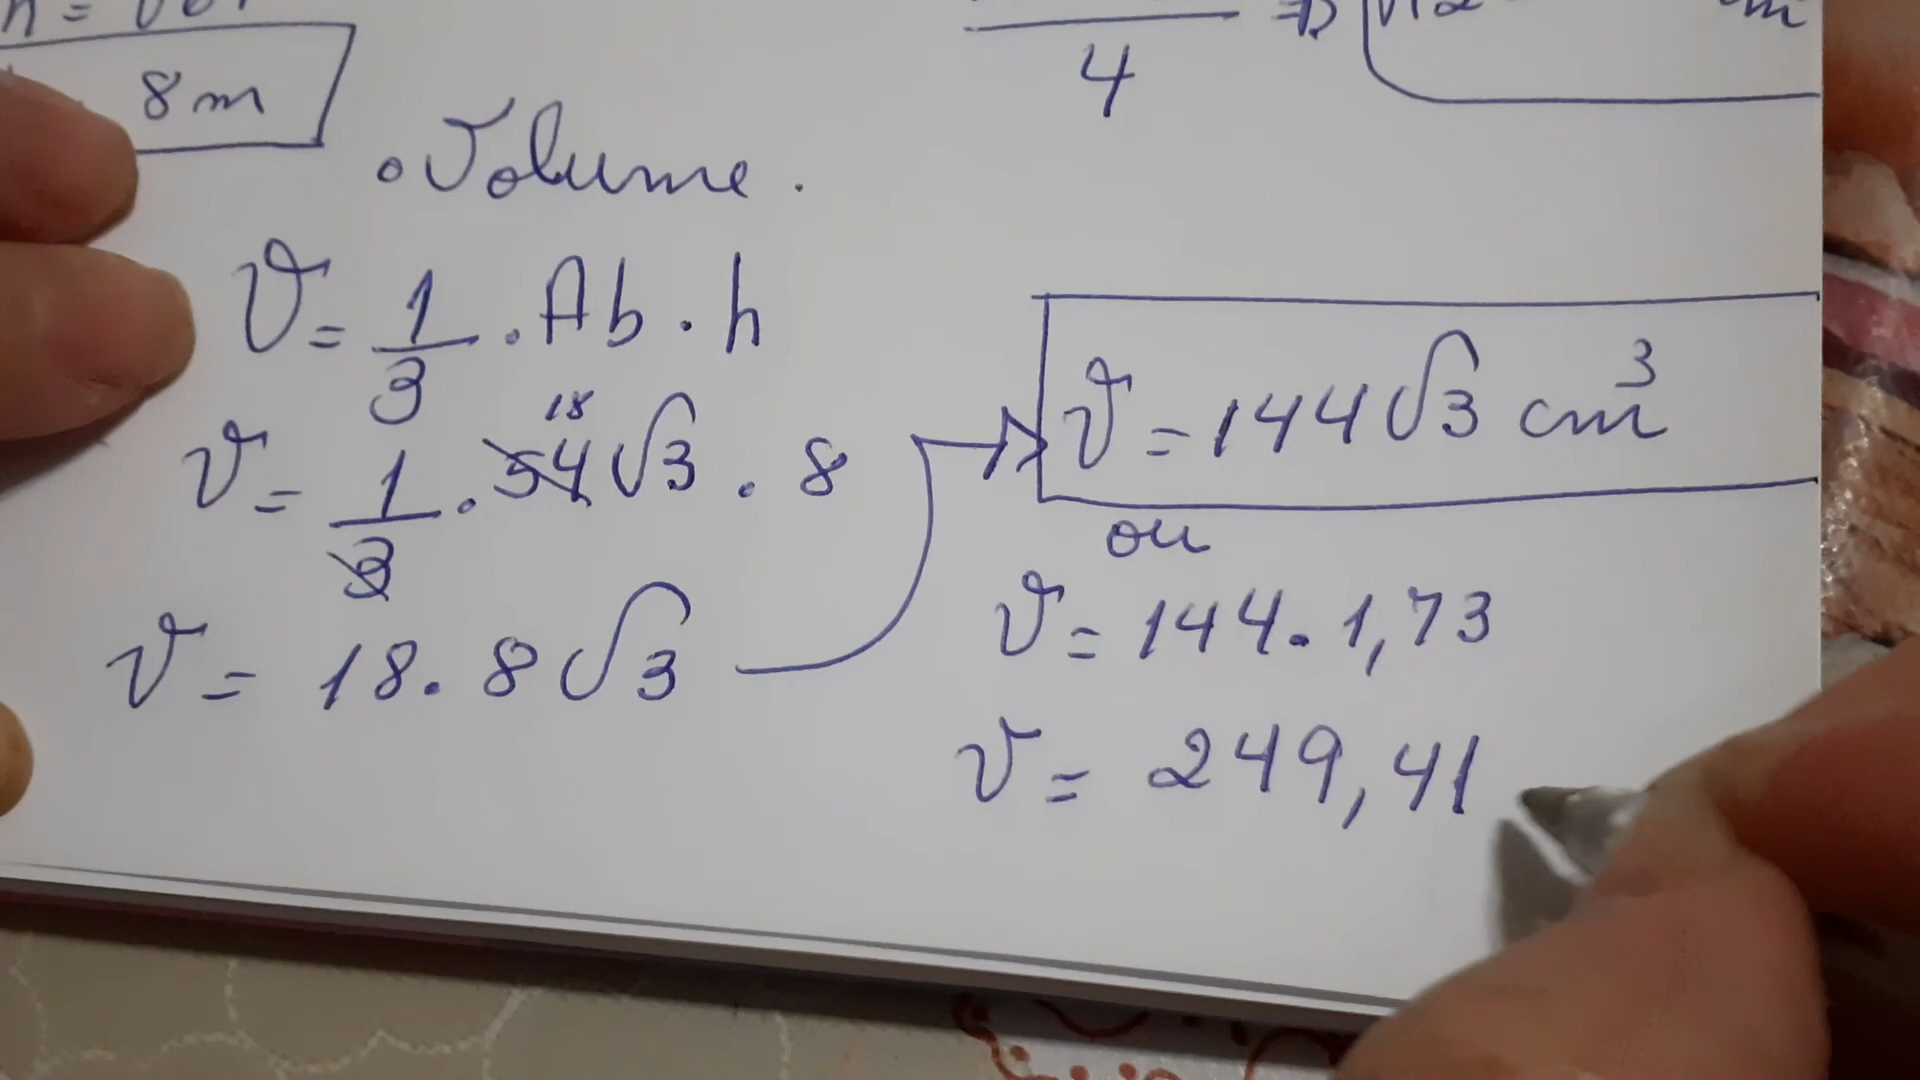 8m
4
• Volume.
V = 1/3 . Ab . h
V = 1/3 . 54√3 . 8
18
V = 18 . 8√3
V = 144√3 cm³
ou
V = 144 . 1,73
V = 249,41